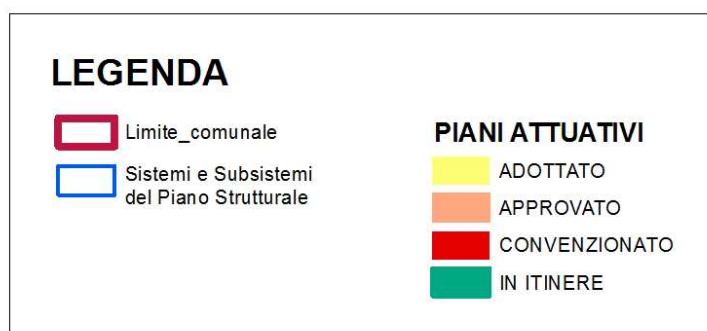 LEGENDA
Limite_comunale
Sistemi e Subsistemi
del Piano Strutturale
PIANI ATTUATIVI
ADOTTATO
APPROVATO
CONVENZIONATO
IN ITINERE